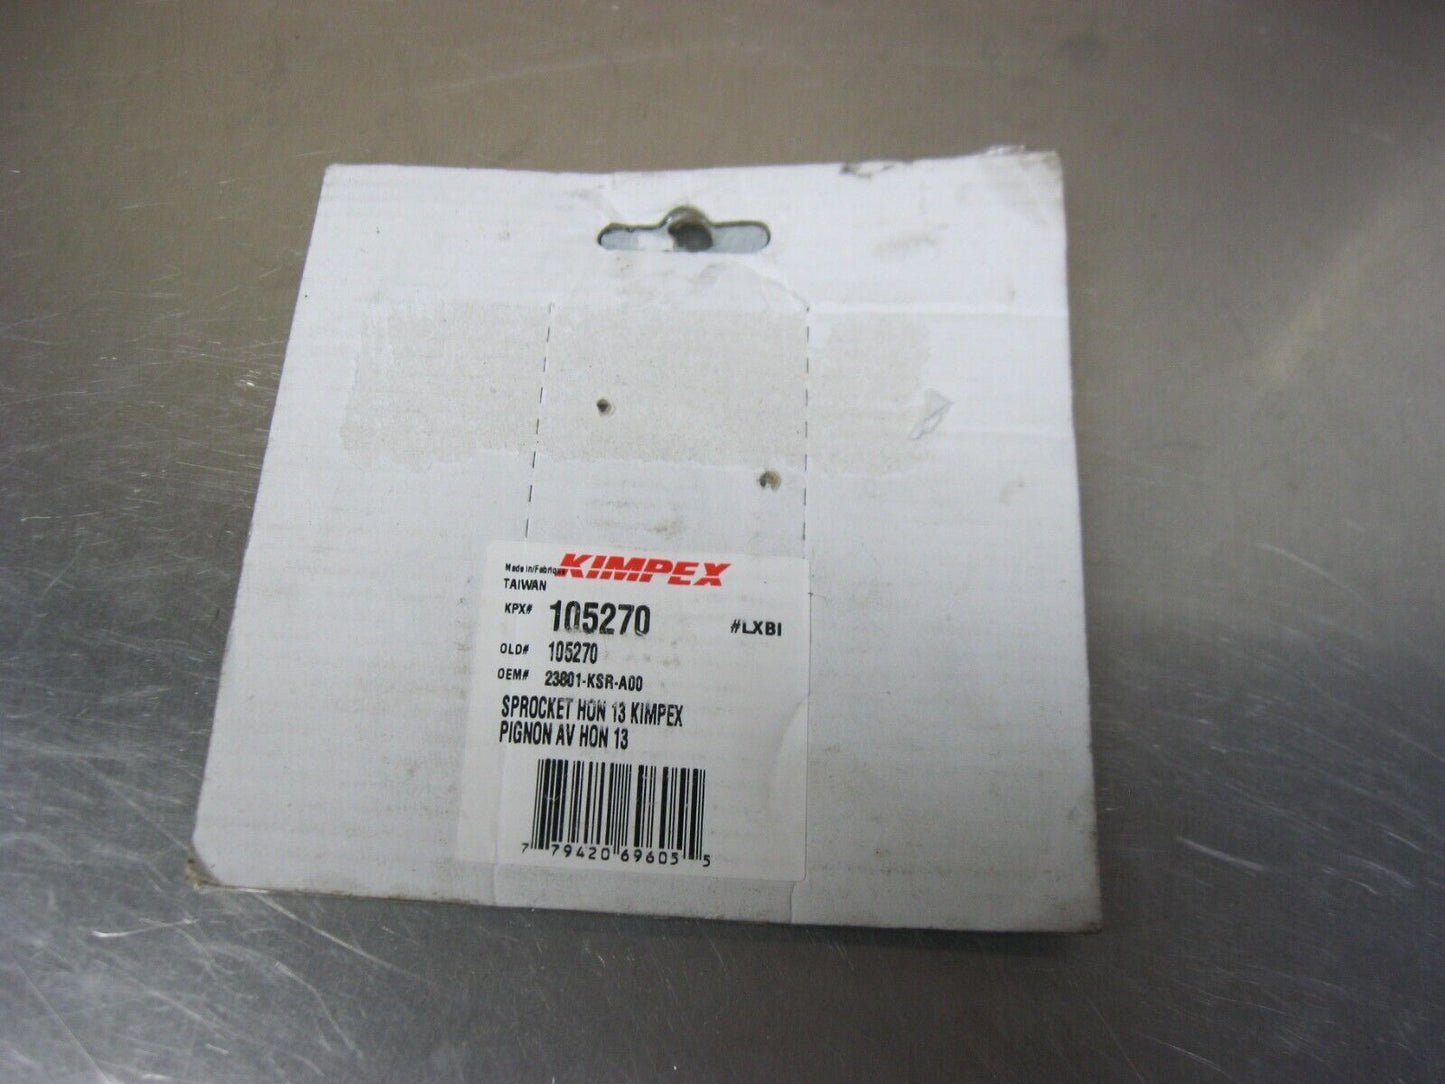 Made in/Fabriqué KIMPEX
TAIWAN
KPX# 105270 #LXBI
OLD# 105270
OEM# 23801-KSR-A00
SPROCKET HON 13 KIMPEX
PIGNON AV HON 13
7 79420 69605 5